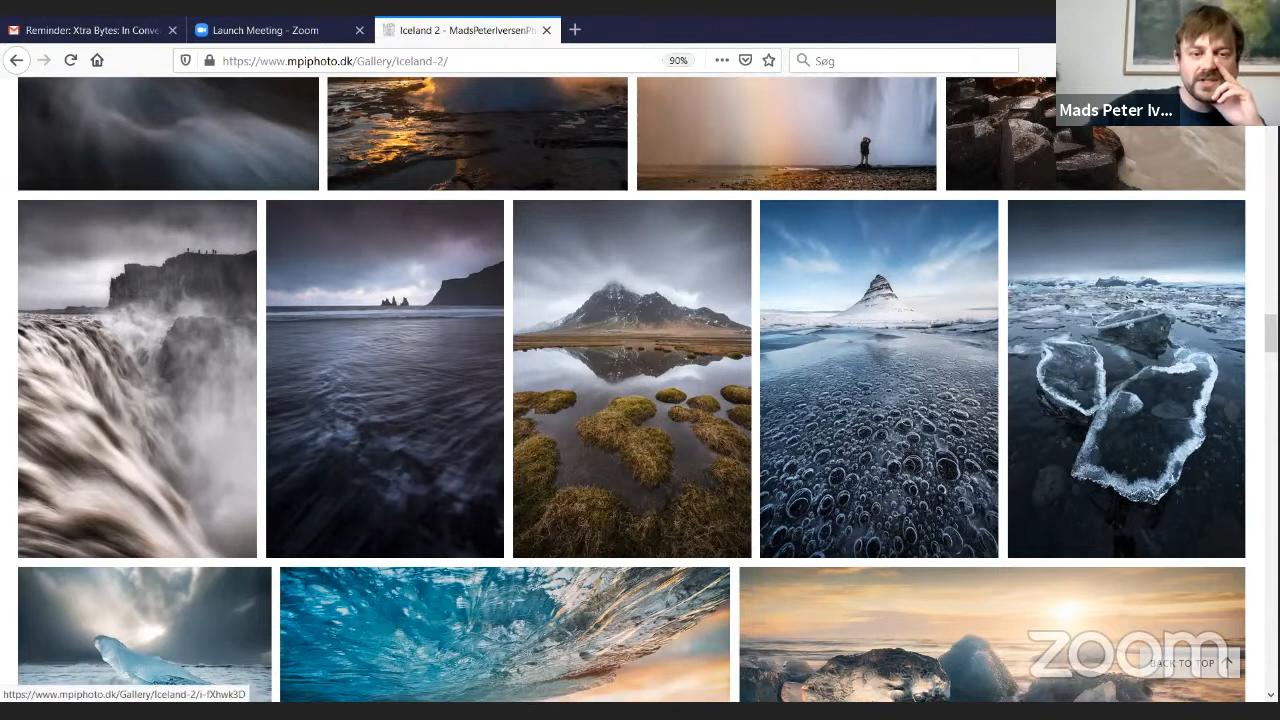 Reminder: Xtra Bytes: In Conve
Launch Meeting - Zoom
Iceland 2 - MadsPeterIversenPh
https://www.mpiphoto.dk/Gallery/Iceland-2/
90%
Søg
Mads Peter Iv...
zoom
BACK TO TOP
https://www.mpiphoto.dk/Gallery/Iceland-2/i-fXhwk3D